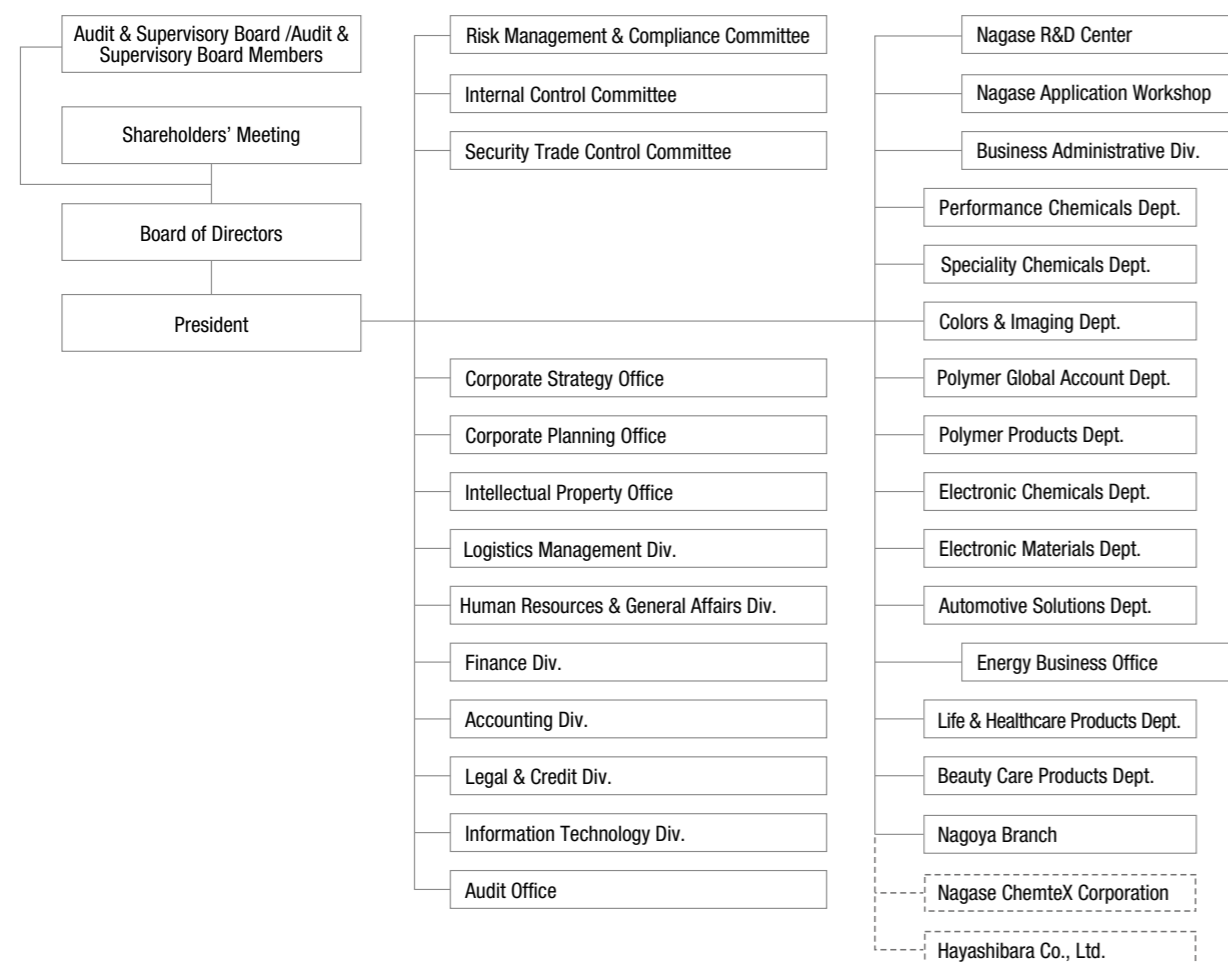 Audit & Supervisory Board /Audit &
Supervisory Board Members
Shareholders’ Meeting
Board of Directors
President
Risk Management & Compliance Committee
Internal Control Committee
Security Trade Control Committee
Corporate Strategy Office
Corporate Planning Office
Intellectual Property Office
Logistics Management Div.
Human Resources & General Affairs Div.
Finance Div.
Accounting Div.
Legal & Credit Div.
Information Technology Div.
Audit Office
Nagase R&D Center
Nagase Application Workshop
Business Administrative Div.
Performance Chemicals Dept.
Speciality Chemicals Dept.
Colors & Imaging Dept.
Polymer Global Account Dept.
Polymer Products Dept.
Electronic Chemicals Dept.
Electronic Materials Dept.
Automotive Solutions Dept.
Energy Business Office
Life & Healthcare Products Dept.
Beauty Care Products Dept.
Nagoya Branch
Nagase ChemteX Corporation
Hayashibara Co., Ltd.